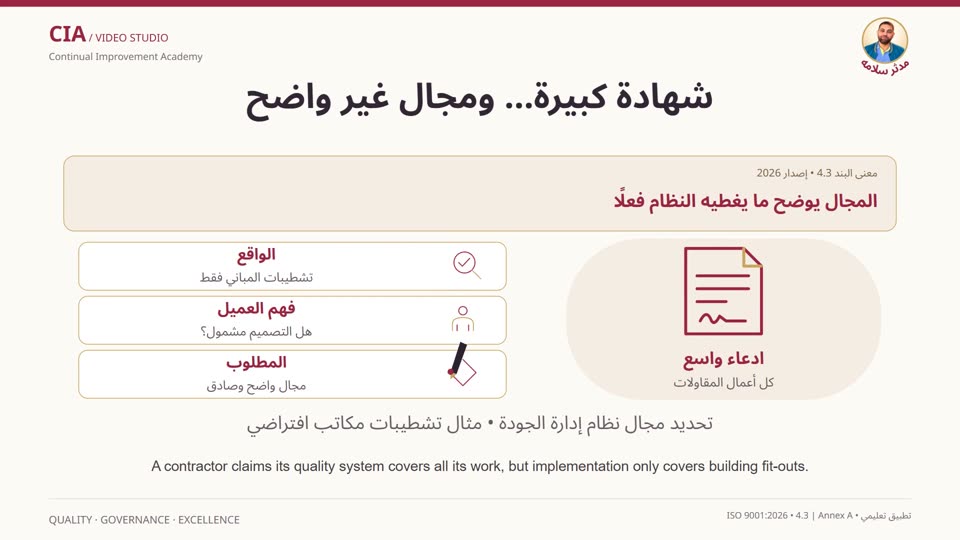 CIA / VIDEO STUDIO
Continual Improvement Academy
مدثر سلامه
شهادة كبيرة... ومجال غير واضح
معنى البند 4.3 • إصدار 2026
المجال يوضح ما يغطيه النظام فعلًا
ادعاء واسع
كل أعمال المقاولات
الواقع
تشطيبات المباني فقط
فهم العميل
هل التصميم مشمول؟
المطلوب
مجال واضح وصادق
تحديد مجال نظام إدارة الجودة • مثال تشطيبات مكاتب افتراضي
A contractor claims its quality system covers all its work, but implementation only covers building fit-outs.
QUALITY · GOVERNANCE · EXCELLENCE
تطبيق تعليمي • ISO 9001:2026 • 4.3 | Annex A